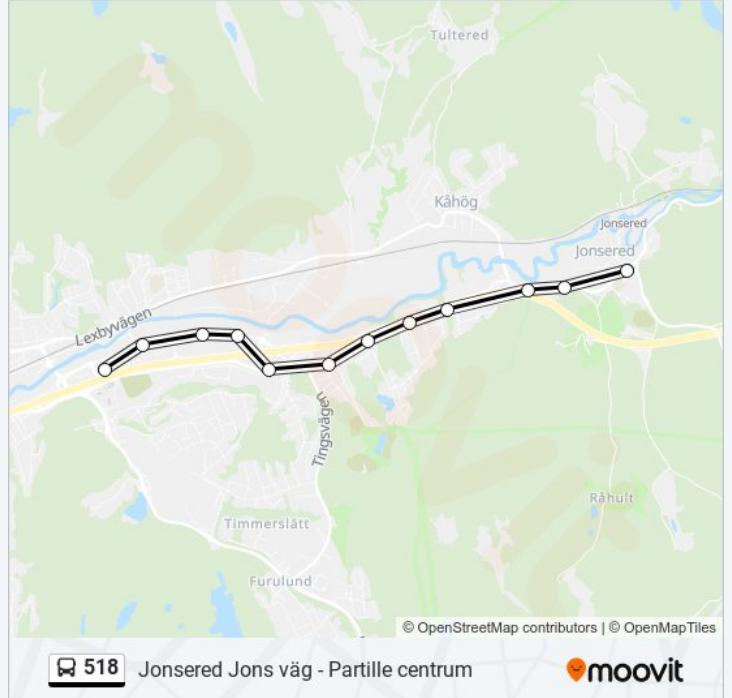 Tultered
Kåhög
Jonsered
Jonsered
Lexbyvägen
Tingsvägen
Råhult
Timmerslätt
Furulund
moovit
© OpenStreetMap contributors | © OpenMapTiles
518 Jonsered Jons väg - Partille centrum moovit